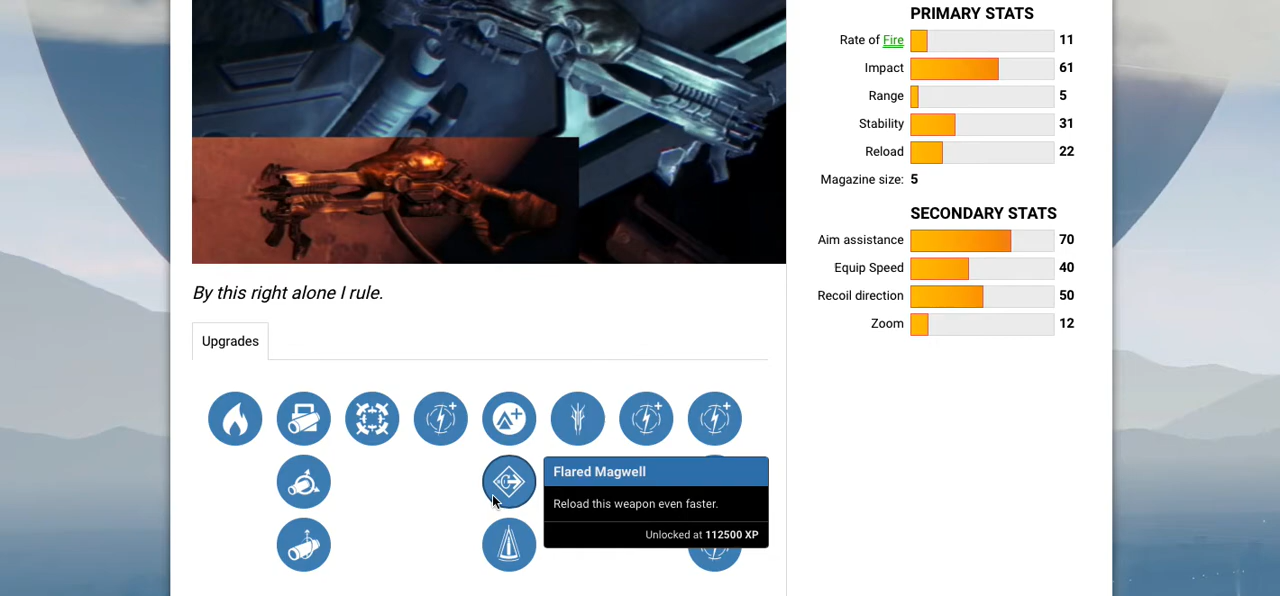 PRIMARY STATS
Rate of Fire 11
Impact 61
Range 5
Stability 31
Reload 22
Magazine size: 5
SECONDARY STATS
Aim assistance 70
Equip Speed 40
Recoil direction 50
Zoom 12
By this right alone I rule.
Upgrades
Flared Magwell
Reload this weapon even faster.
Unlocked at 112500 XP